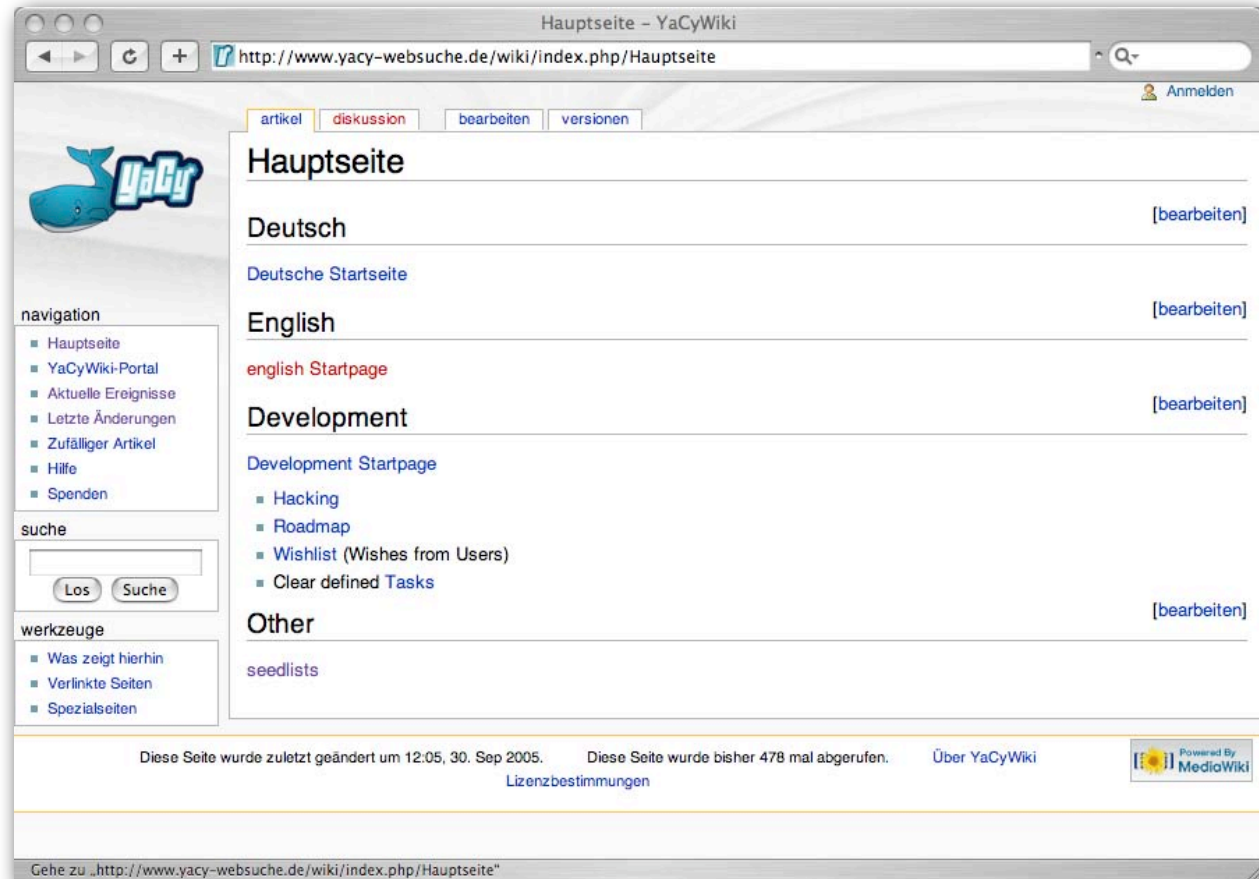 Hauptseite – YaCyWiki
http://www.yacy-websuche.de/wiki/index.php/Hauptseite
Anmelden
artikel diskussion bearbeiten versionen
YaCy
Hauptseite
Deutsch [bearbeiten]
Deutsche Startseite
English [bearbeiten]
english Startpage
Development [bearbeiten]
Development Startpage
Hacking
Roadmap
Wishlist (Wishes from Users)
Clear defined Tasks
Other [bearbeiten]
seedlists
navigation
Hauptseite
YaCyWiki-Portal
Aktuelle Ereignisse
Letzte Änderungen
Zufälliger Artikel
Hilfe
Spenden
suche
Los Suche
werkzeuge
Was zeigt hierhin
Verlinkte Seiten
Spezialseiten
Diese Seite wurde zuletzt geändert um 12:05, 30. Sep 2005. Diese Seite wurde bisher 478 mal abgerufen. Über YaCyWiki
Lizenzbestimmungen
Powered By
MediaWiki
Gehe zu „http://www.yacy-websuche.de/wiki/index.php/Hauptseite“